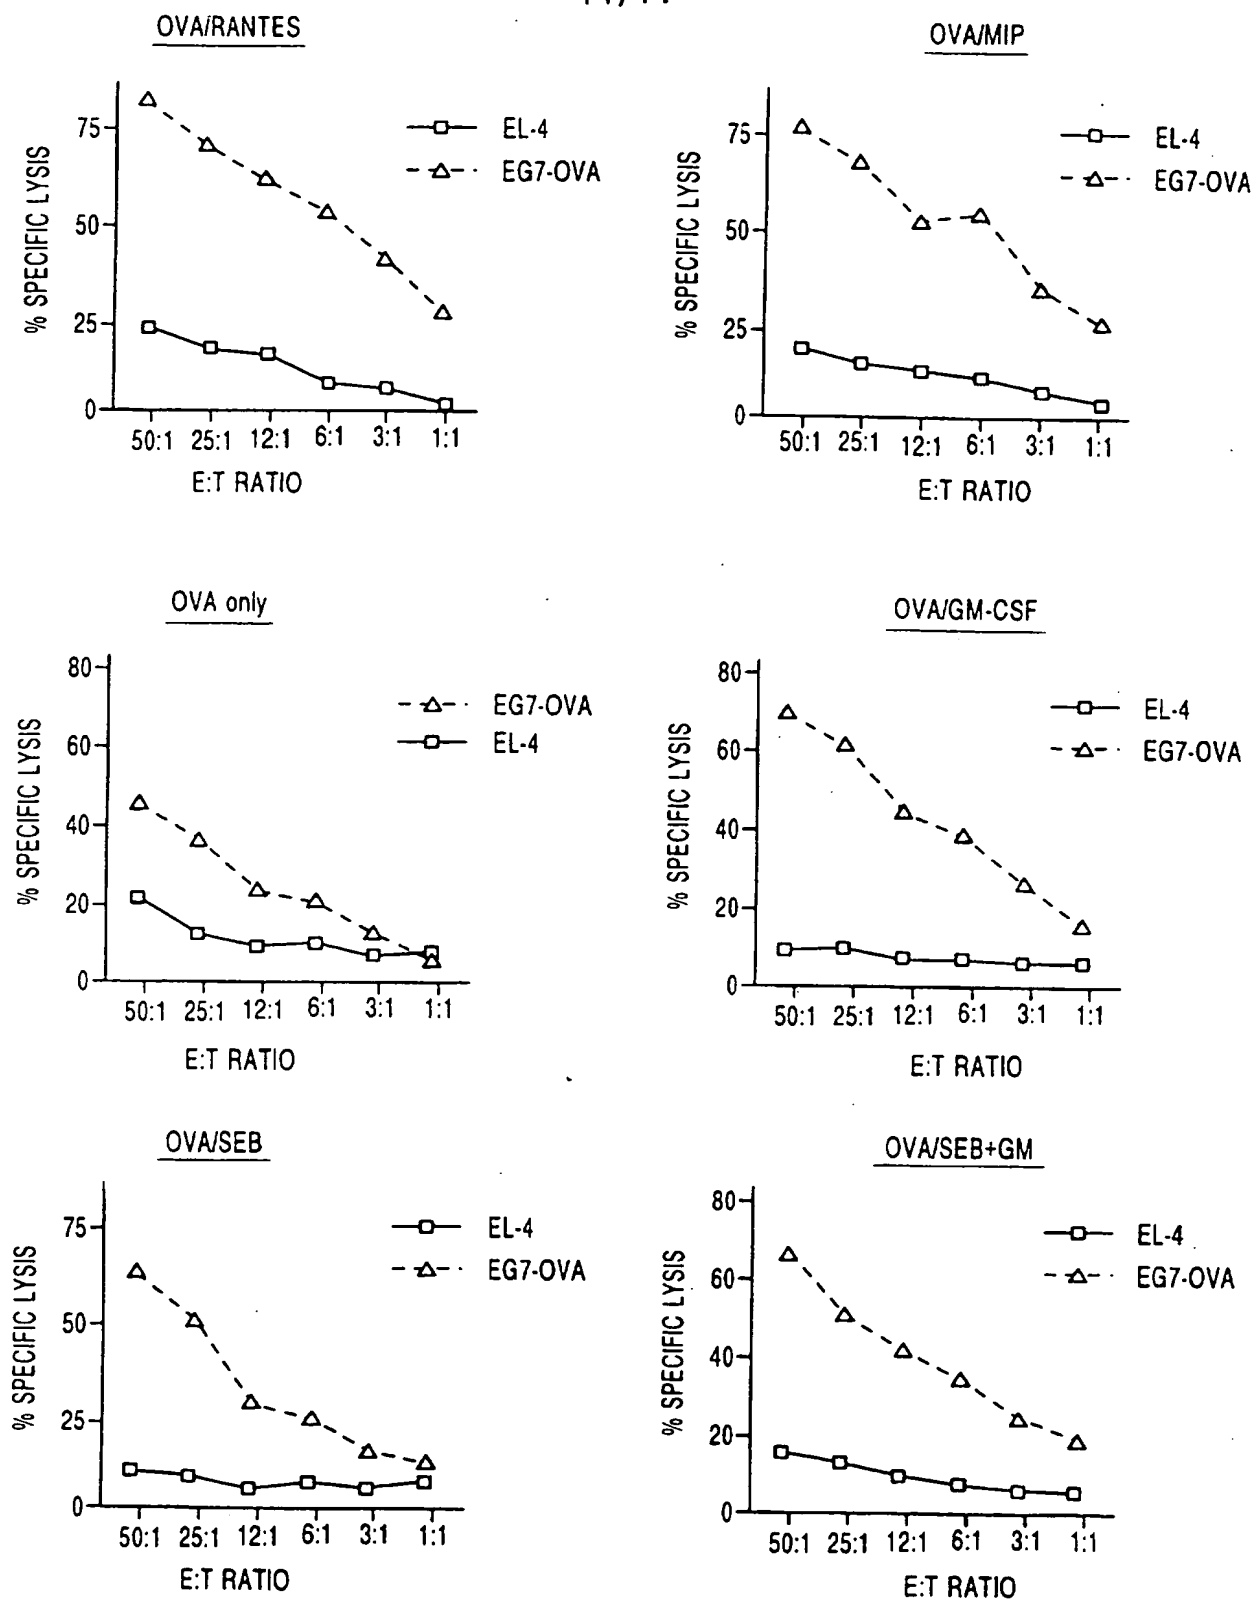 OVA/RANTES
% SPECIFIC LYSIS
75
50
25
0
EL-4
EG7-OVA
50:1 25:1 12:1 6:1 3:1 1:1
E:T RATIO
OVA/MIP
% SPECIFIC LYSIS
75
50
25
0
EL-4
EG7-OVA
50:1 25:1 12:1 6:1 3:1 1:1
E:T RATIO
OVA only
% SPECIFIC LYSIS
80
60
40
20
0
EG7-OVA
EL-4
50:1 25:1 12:1 6:1 3:1 1:1
E:T RATIO
OVA/GM-CSF
% SPECIFIC LYSIS
80
60
40
20
0
EL-4
EG7-OVA
50:1 25:1 12:1 6:1 3:1 1:1
E:T RATIO
OVA/SEB
% SPECIFIC LYSIS
75
50
25
0
EL-4
EG7-OVA
50:1 25:1 12:1 6:1 3:1 1:1
E:T RATIO
OVA/SEB+GM
% SPECIFIC LYSIS
80
60
40
20
0
EL-4
EG7-OVA
50:1 25:1 12:1 6:1 3:1 1:1
E:T RATIO